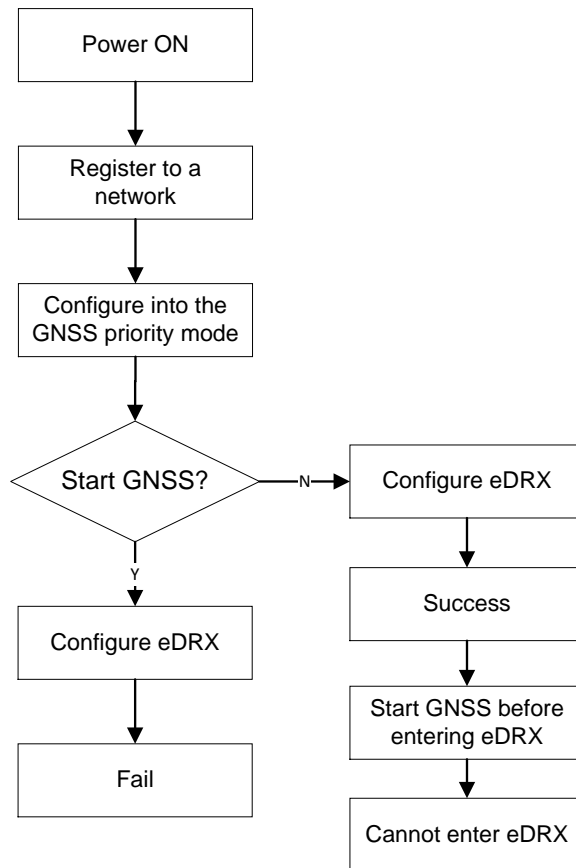 Power ON
Register to a
network
Configure into the
GNSS priority mode
Start GNSS?
N
Configure eDRX
Y
Configure eDRX
Success
Fail
Start GNSS before
entering eDRX
Cannot enter eDRX